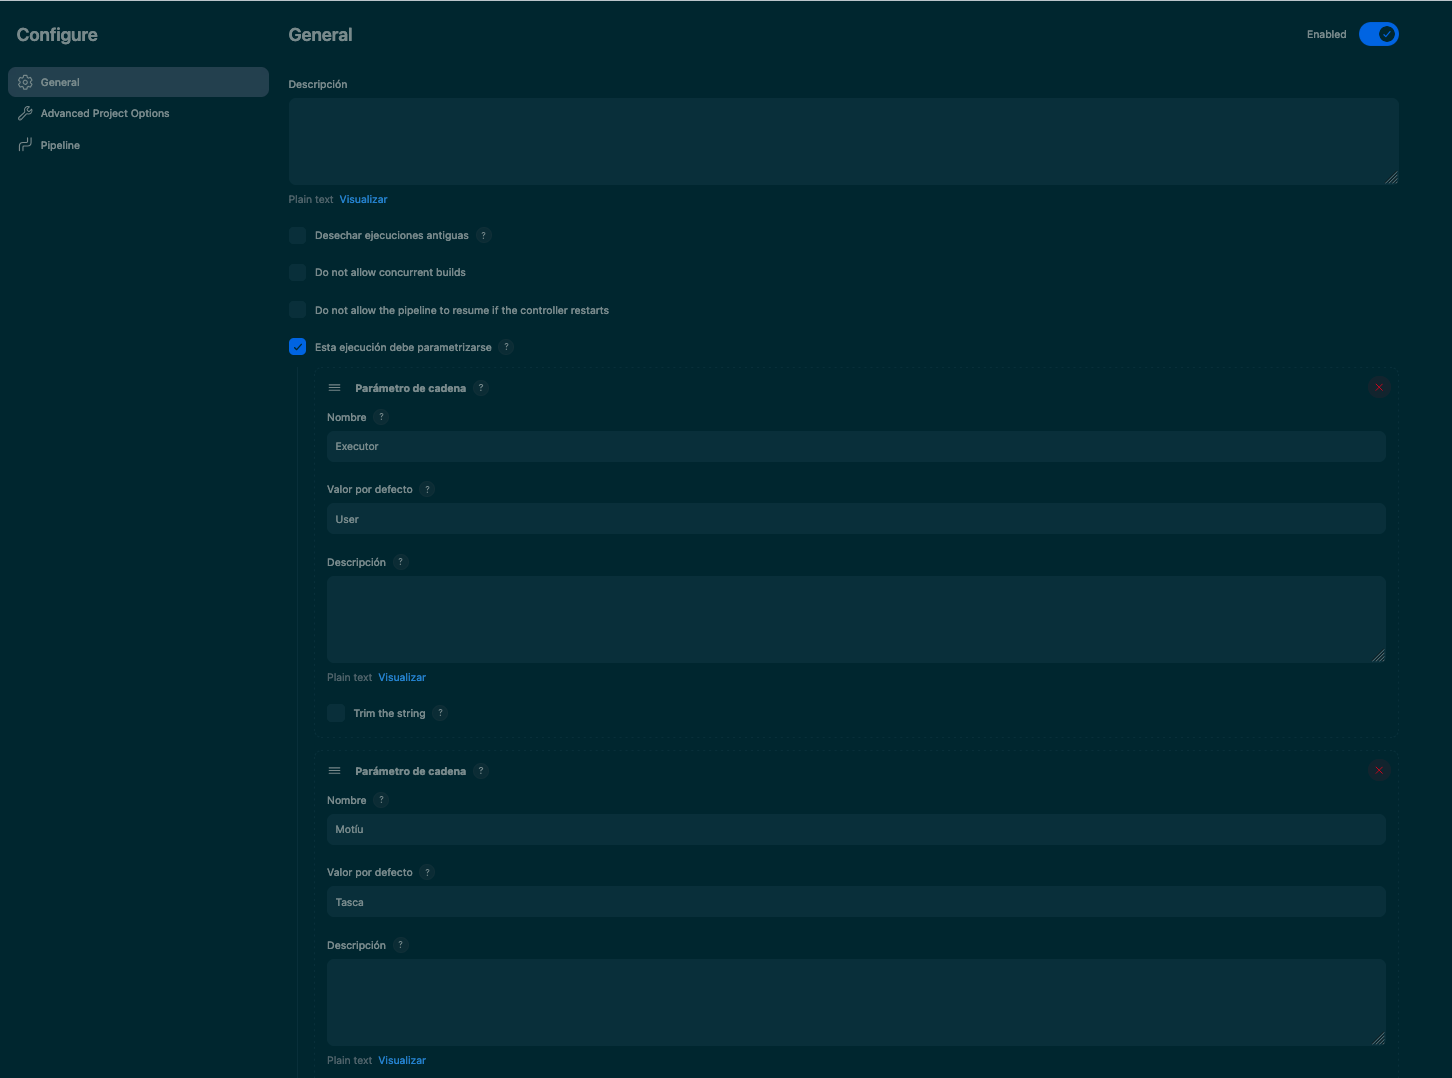 Configure
General
Advanced Project Options
Pipeline
General
Enabled
Descripción
Plain text Visualizar
Desechar ejecuciones antiguas ?
Do not allow concurrent builds
Do not allow the pipeline to resume if the controller restarts
Esta ejecución debe parametrizarse ?
Parámetro de cadena ?
Nombre ?
Executor
Valor por defecto ?
User
Descripción ?
Plain text Visualizar
Trim the string ?
Parámetro de cadena ?
Nombre ?
Motíu
Valor por defecto ?
Tasca
Descripción ?
Plain text Visualizar